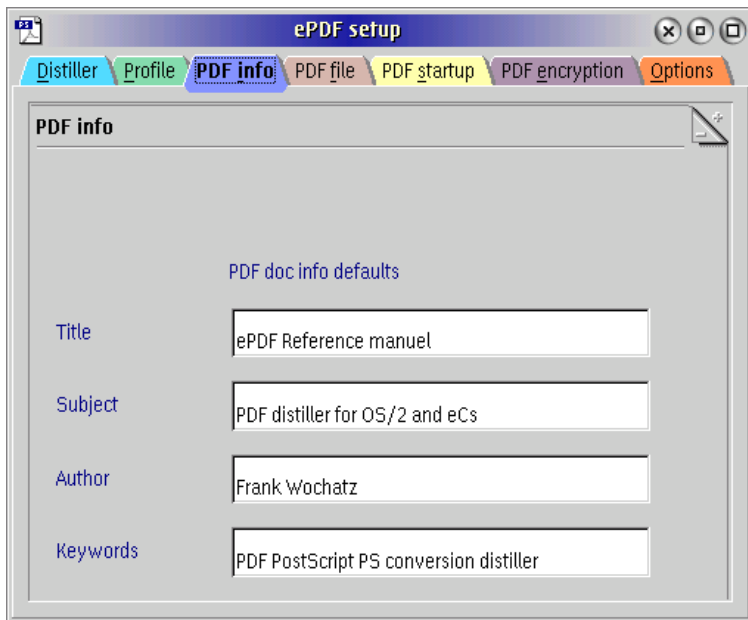 PS
ePDF setup
Distiller Profile PDF info PDF file PDF startup PDF encryption Options
PDF info
PDF doc info defaults
Title ePDF Reference manuel
Subject PDF distiller for OS/2 and eCs
Author Frank Wochatz
Keywords PDF PostScript PS conversion distiller